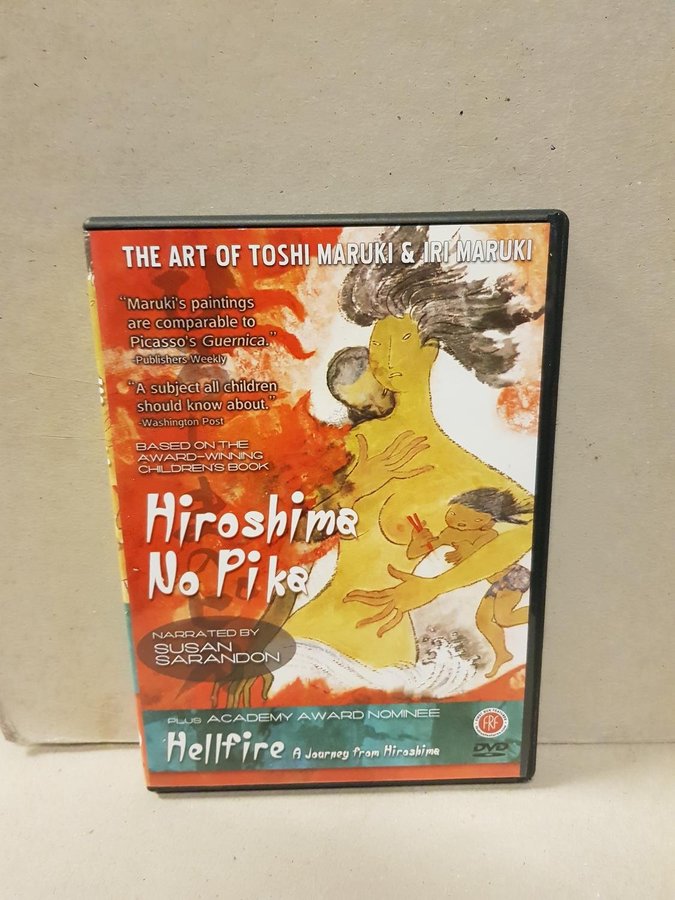 THE ART OF TOSHI MARUKI & IRI MARUKI
"Maruki's paintings
are comparable to
Picasso's Guernica."
-Publishers Weekly
"A subject all children
should know about."
-Washington Post
BASED ON THE
AWARD-WINNING
CHILDREN'S BOOK
Hiroshima
No Pika
NARRATED BY
SUSAN
SARANDON
PLUS ACADEMY AWARD NOMINEE
Hellfire A Journey from Hiroshima
FRF
DVD